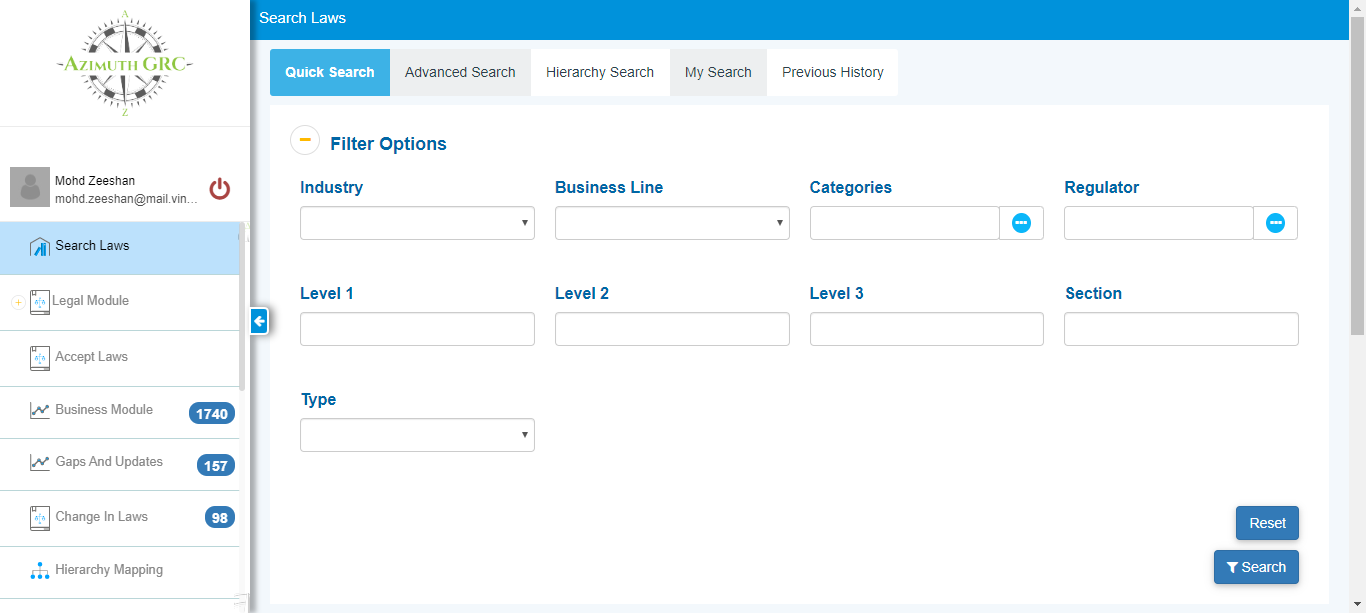 A
AZIMUTH GRC
Z
Mohd Zeeshan
mohd.zeeshan@mail.vin...
Search Laws
Legal Module
Accept Laws
Business Module 1740
Gaps And Updates 157
Change In Laws 98
Hierarchy Mapping
Search Laws
Quick Search Advanced Search Hierarchy Search My Search Previous History
Filter Options
Industry Business Line Categories Regulator
Level 1 Level 2 Level 3 Section
Type
Reset
Search